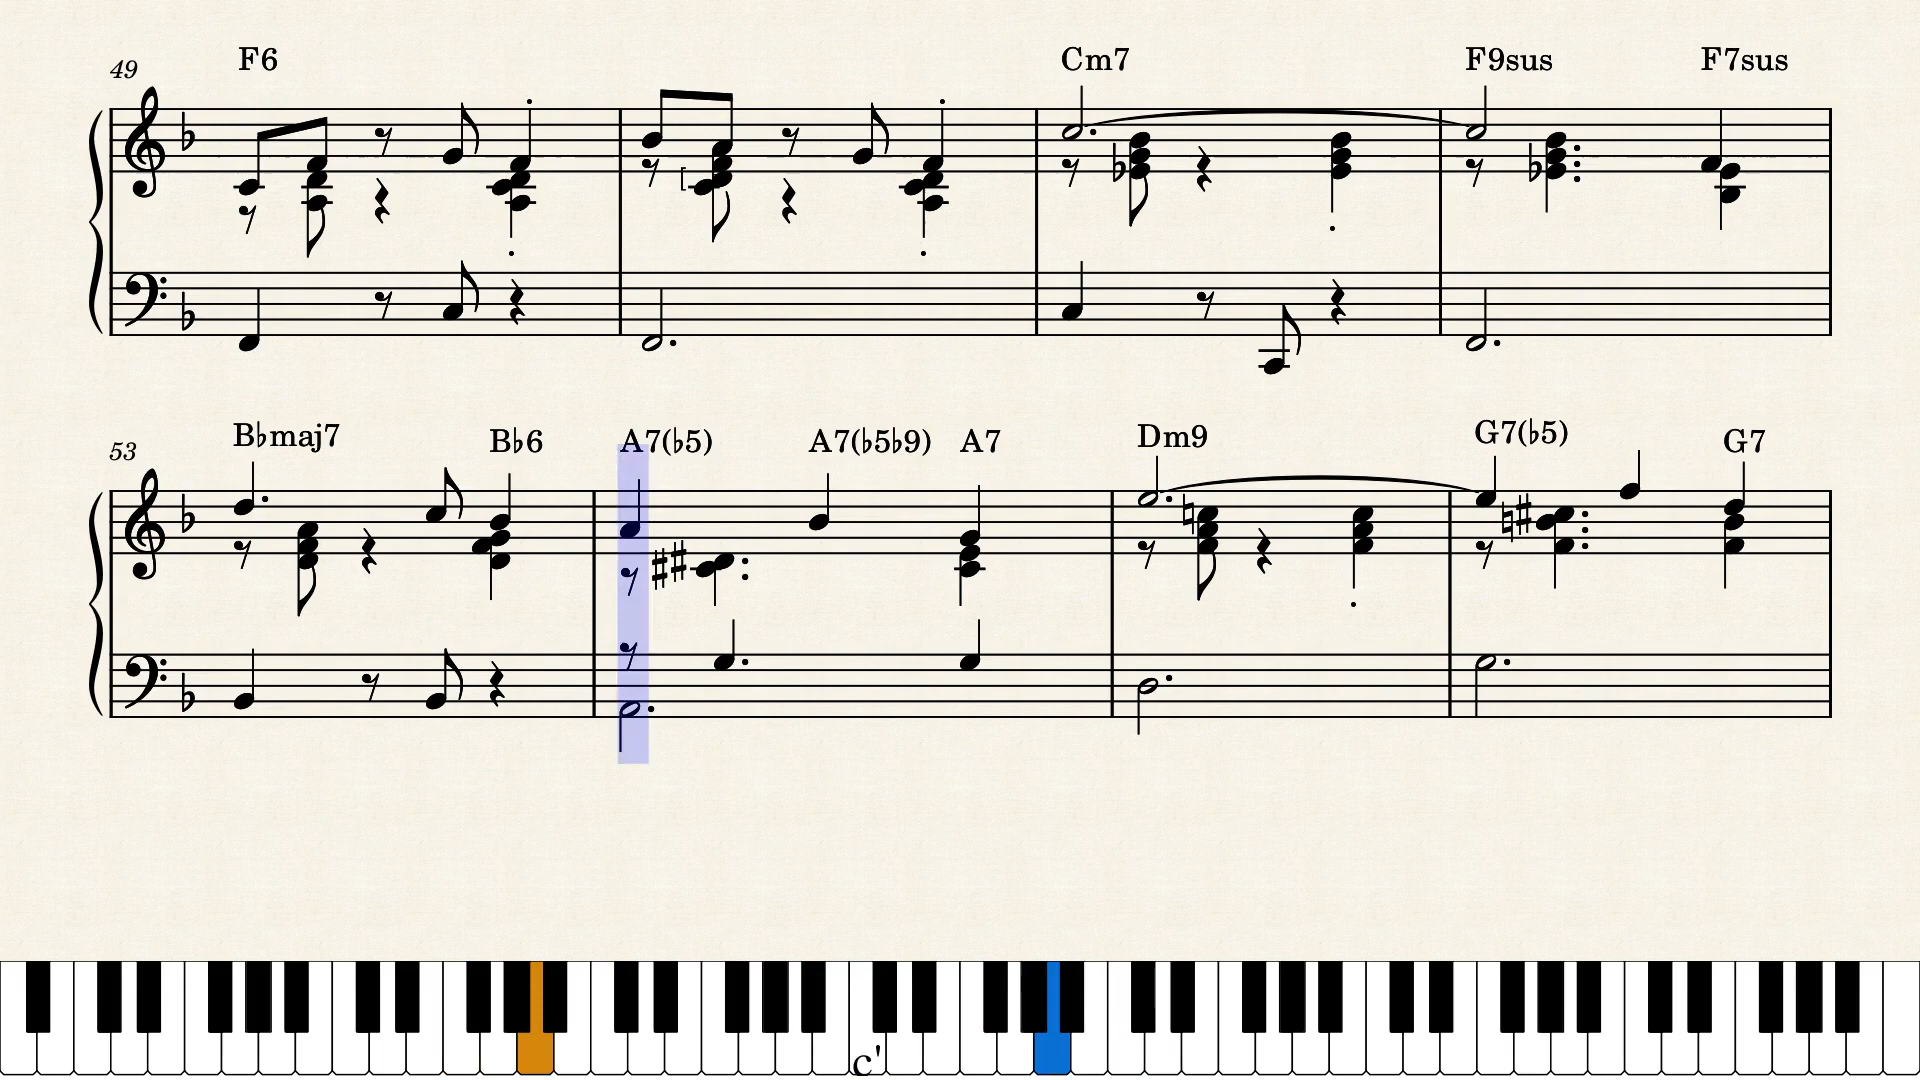 49 F6 Cm7 F9sus F7sus
53 B♭maj7 B♭6 A7(♭5) A7(♭5♭9) A7 Dm9 G7(♭5) G7
c'